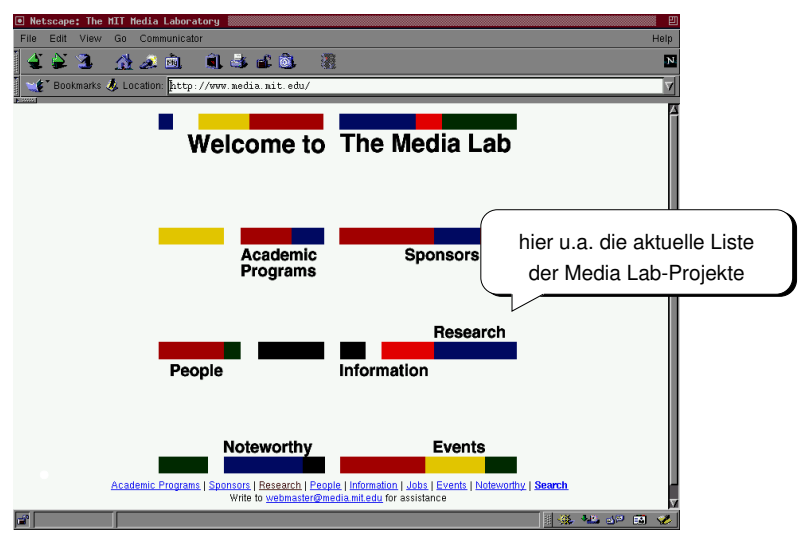 Netscape: The MIT Media Laboratory
File Edit View Go Communicator Help
My
N
Bookmarks Location: http://www.media.mit.edu/
Welcome to The Media Lab
hier u.a. die aktuelle Liste
der Media Lab-Projekte
Academic
Programs
Sponsors
Research
People
Information
Noteworthy
Events
Academic Programs | Sponsors | Research | People | Information | Jobs | Events | Noteworthy | Search
Write to webmaster@media.mit.edu for assistance